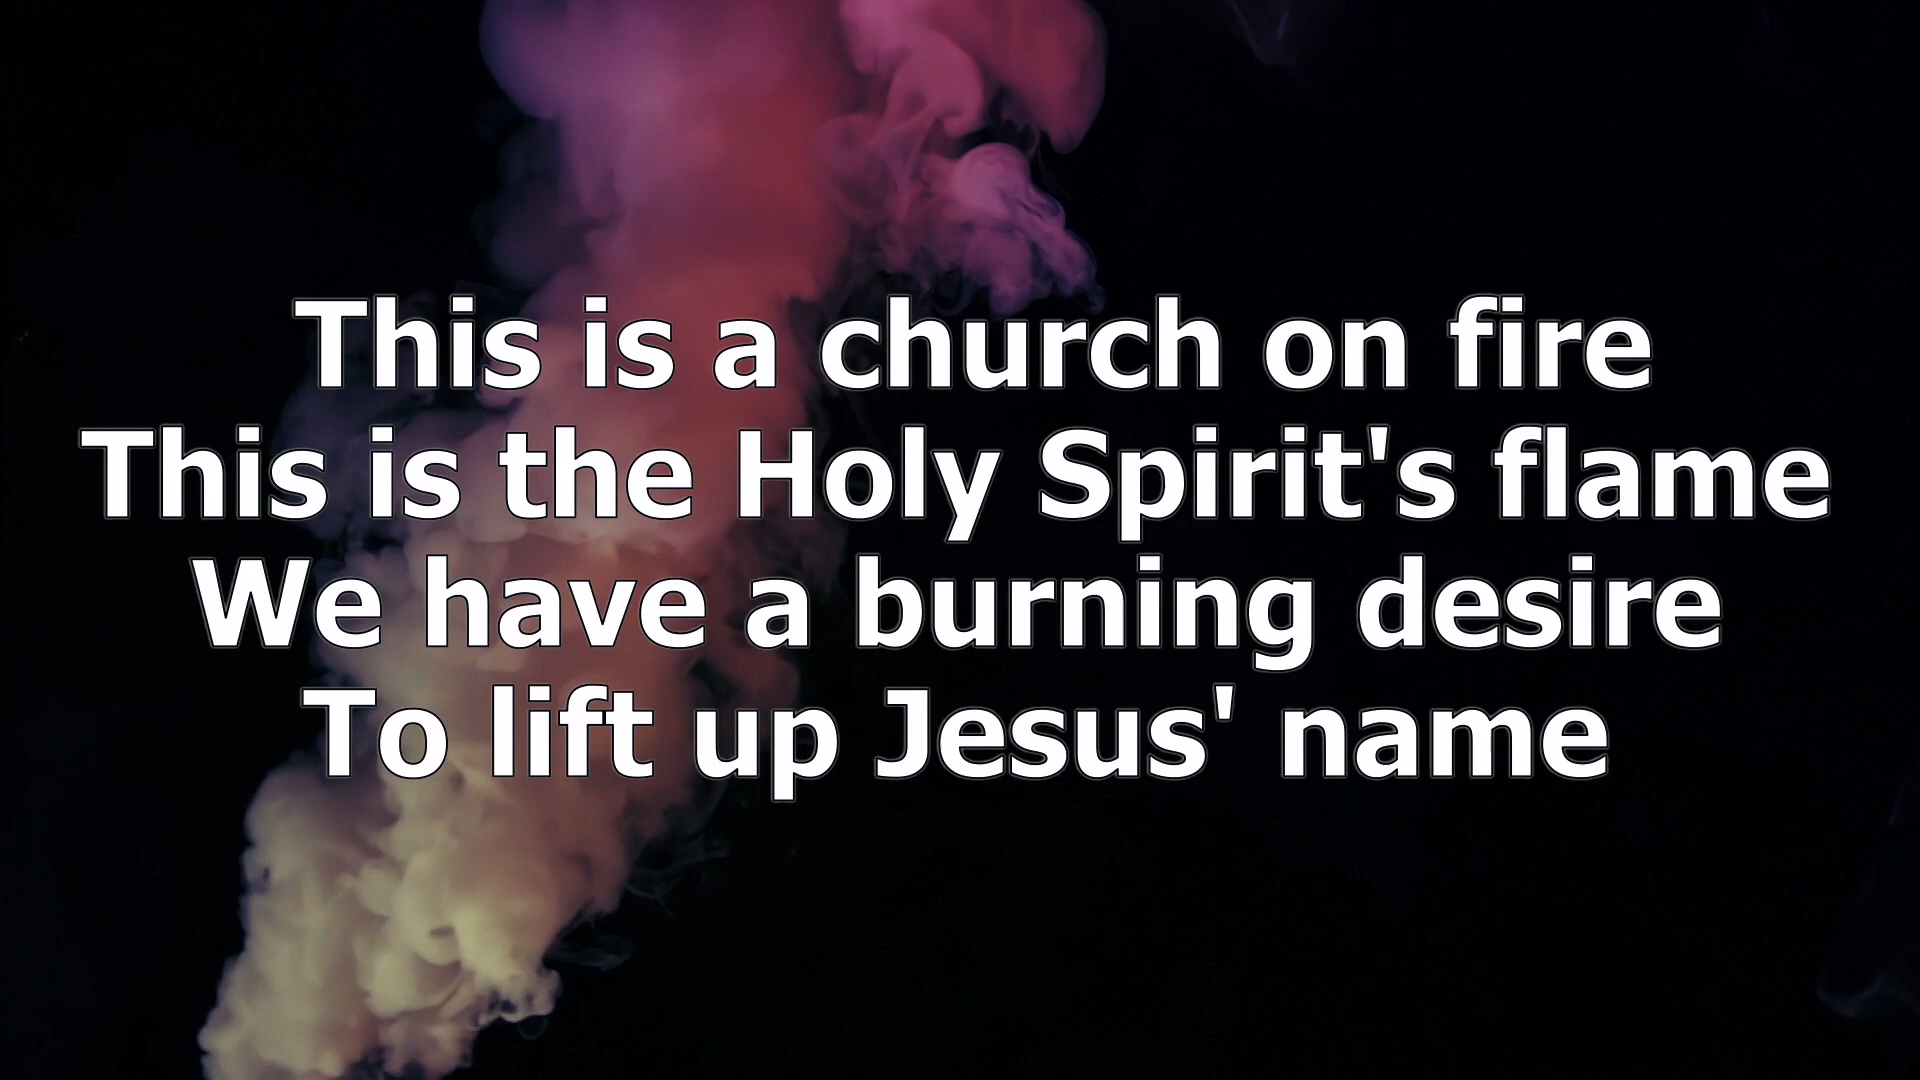 This is a church on fire
This is the Holy Spirit's flame
We have a burning desire
To lift up Jesus' name